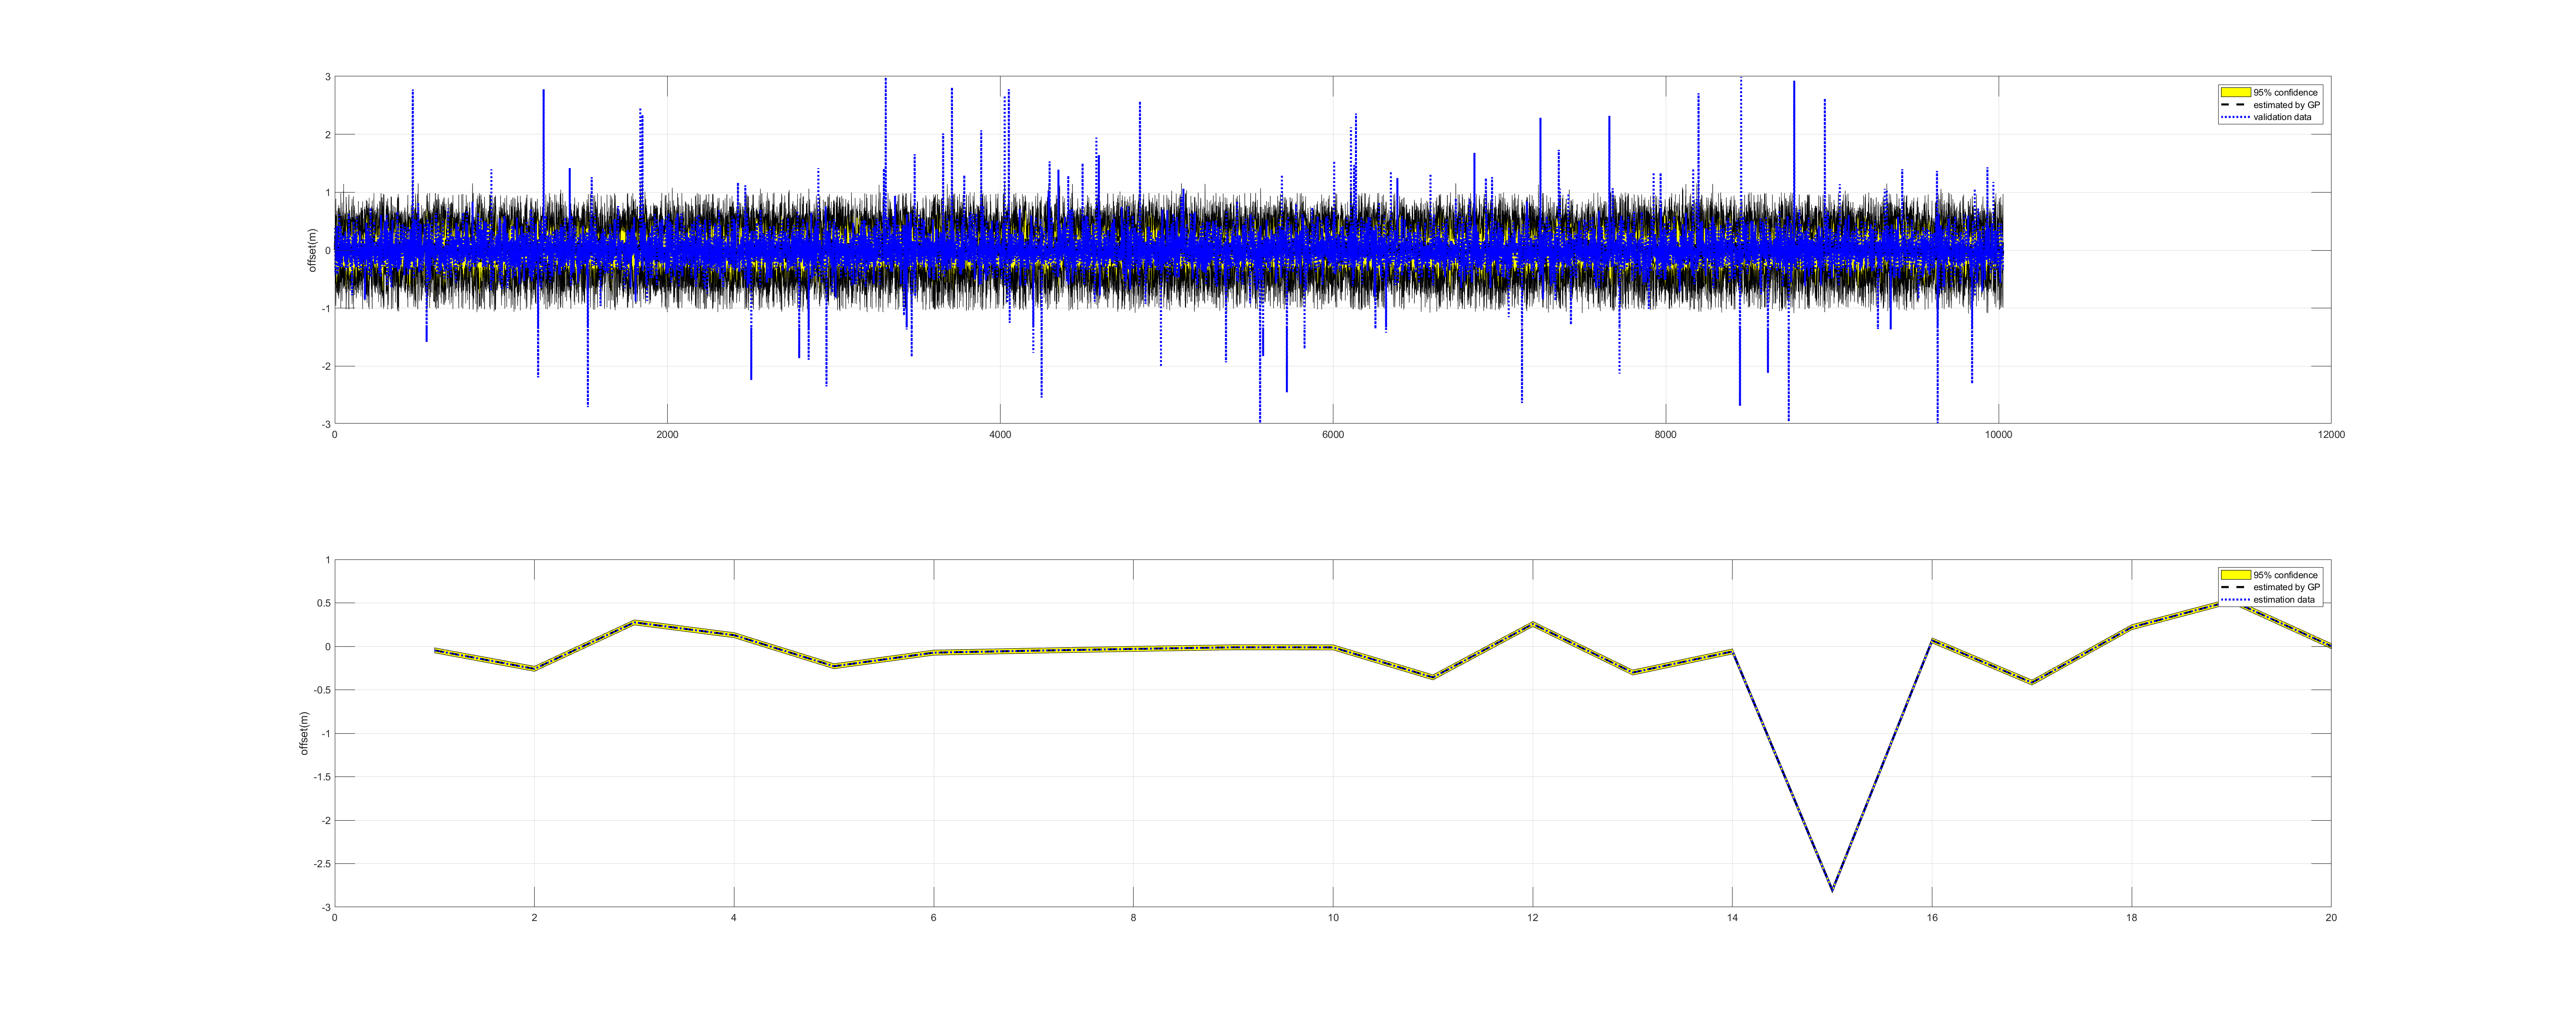 3
2
1
0
-1
-2
-3
offset(m)
95% confidence
estimated by GP
validation data
0 2000 4000 6000 8000 10000 12000
1
0.5
0
-0.5
-1
-1.5
-2
-2.5
-3
offset(m)
95% confidence
estimated by GP
estimation data
0 2 4 6 8 10 12 14 16 18 20